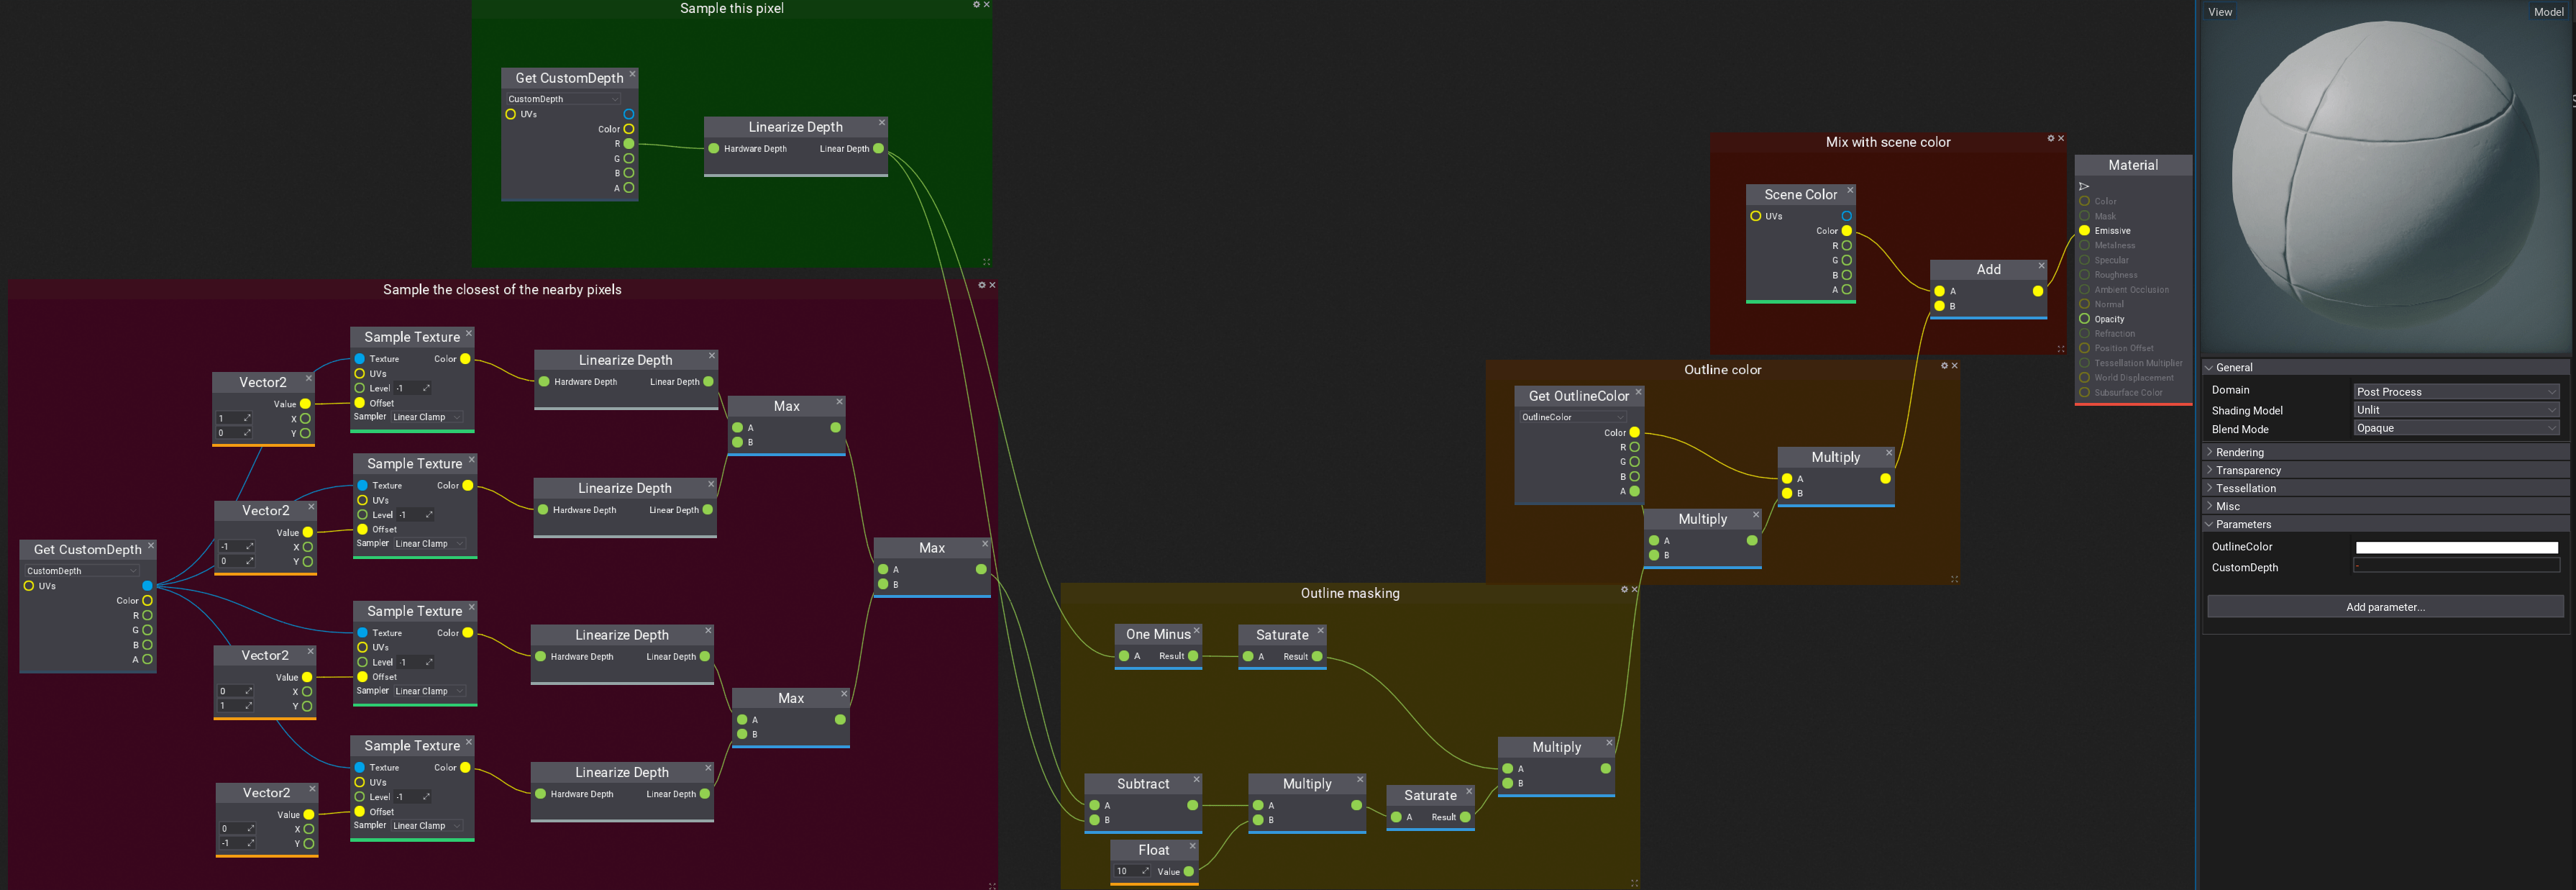 Sample this pixel
Get CustomDepth
CustomDepth
UVs
Color
R
G
B
A
Linearize Depth
Hardware Depth Linear Depth
Sample the closest of the nearby pixels
Get CustomDepth
CustomDepth
UVs
Color
R
G
B
A
Vector2
Value
1 X
0 Y
Sample Texture
Texture Color
UVs
Level -1
Offset
Sampler Linear Clamp
Linearize Depth
Hardware Depth Linear Depth
Vector2
Value
-1 X
0 Y
Sample Texture
Texture Color
UVs
Level -1
Offset
Sampler Linear Clamp
Linearize Depth
Hardware Depth Linear Depth
Max
A
B
Vector2
Value
0 X
1 Y
Sample Texture
Texture Color
UVs
Level -1
Offset
Sampler Linear Clamp
Linearize Depth
Hardware Depth Linear Depth
Vector2
Value
0 X
-1 Y
Sample Texture
Texture Color
UVs
Level -1
Offset
Sampler Linear Clamp
Linearize Depth
Hardware Depth Linear Depth
Max
A
B
Max
A
B
Outline masking
One Minus
A Result
Saturate
A Result
Subtract
A
B
Float
10 Value
Multiply
A
B
Saturate
A Result
Multiply
A
B
Outline color
Get OutlineColor
OutlineColor
Color
R
G
B
A
Multiply
A
B
Multiply
A
B
Mix with scene color
Scene Color
UVs
Color
R
G
B
A
Add
A
B
Material
Color
Mask
Emissive
Metalness
Specular
Roughness
Ambient Occlusion
Normal
Opacity
Refraction
Position Offset
Tessellation Multiplier
World Displacement
Subsurface Color
View Model
General
Domain Post Process
Shading Model Unlit
Blend Mode Opaque
Rendering
Transparency
Tessellation
Misc
Parameters
OutlineColor
CustomDepth -
Add parameter...